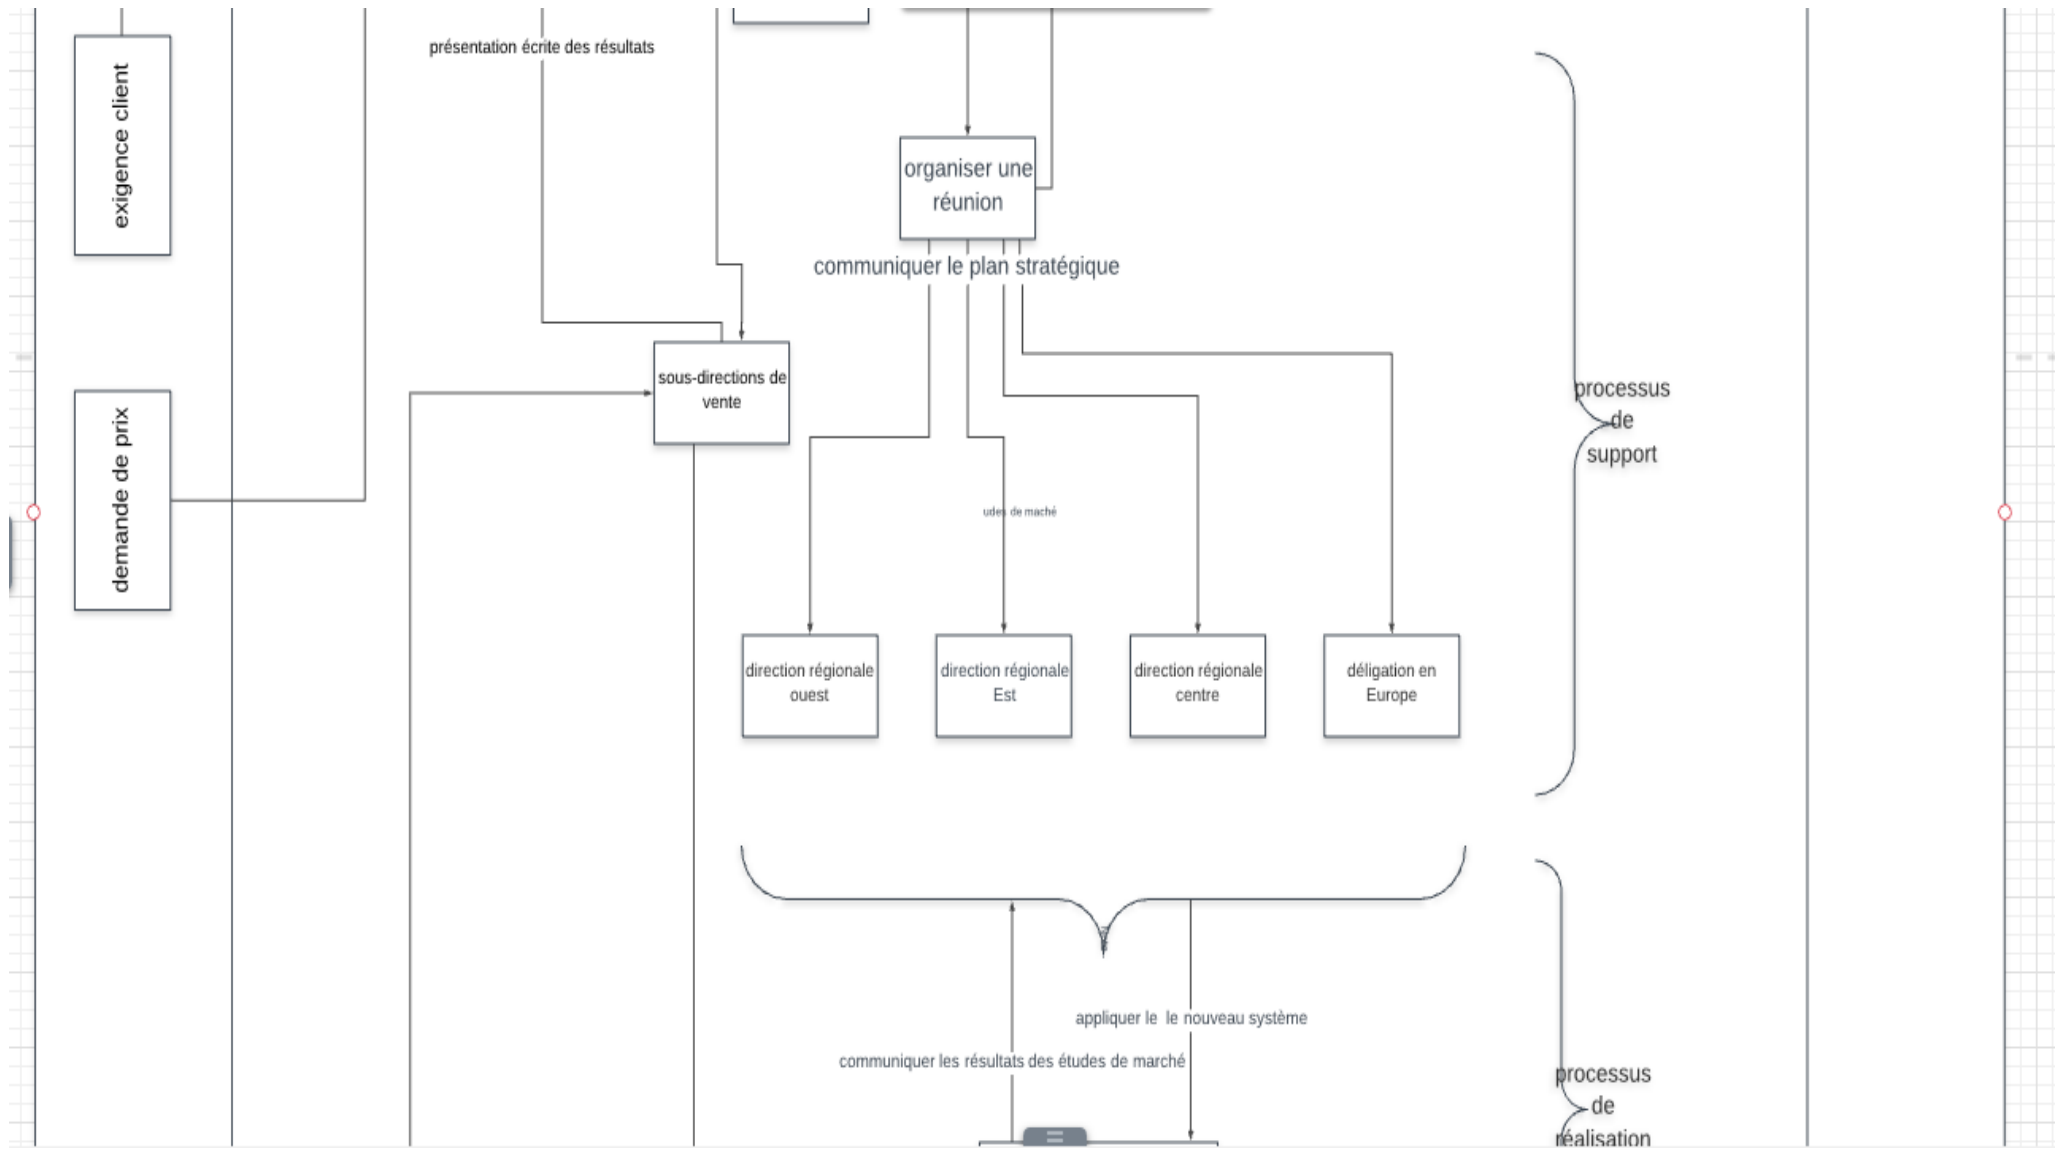 présentation écrite des résultats
exigence client
organiser une
réunion
communiquer le plan stratégique
sous-directions de
vente
processus
de
support
demande de prix
udes de maché
direction régionale
ouest
direction régionale
Est
direction régionale
centre
déligation en
Europe
appliquer le  le nouveau système
communiquer les résultats des études de marché
processus
de
réalisation